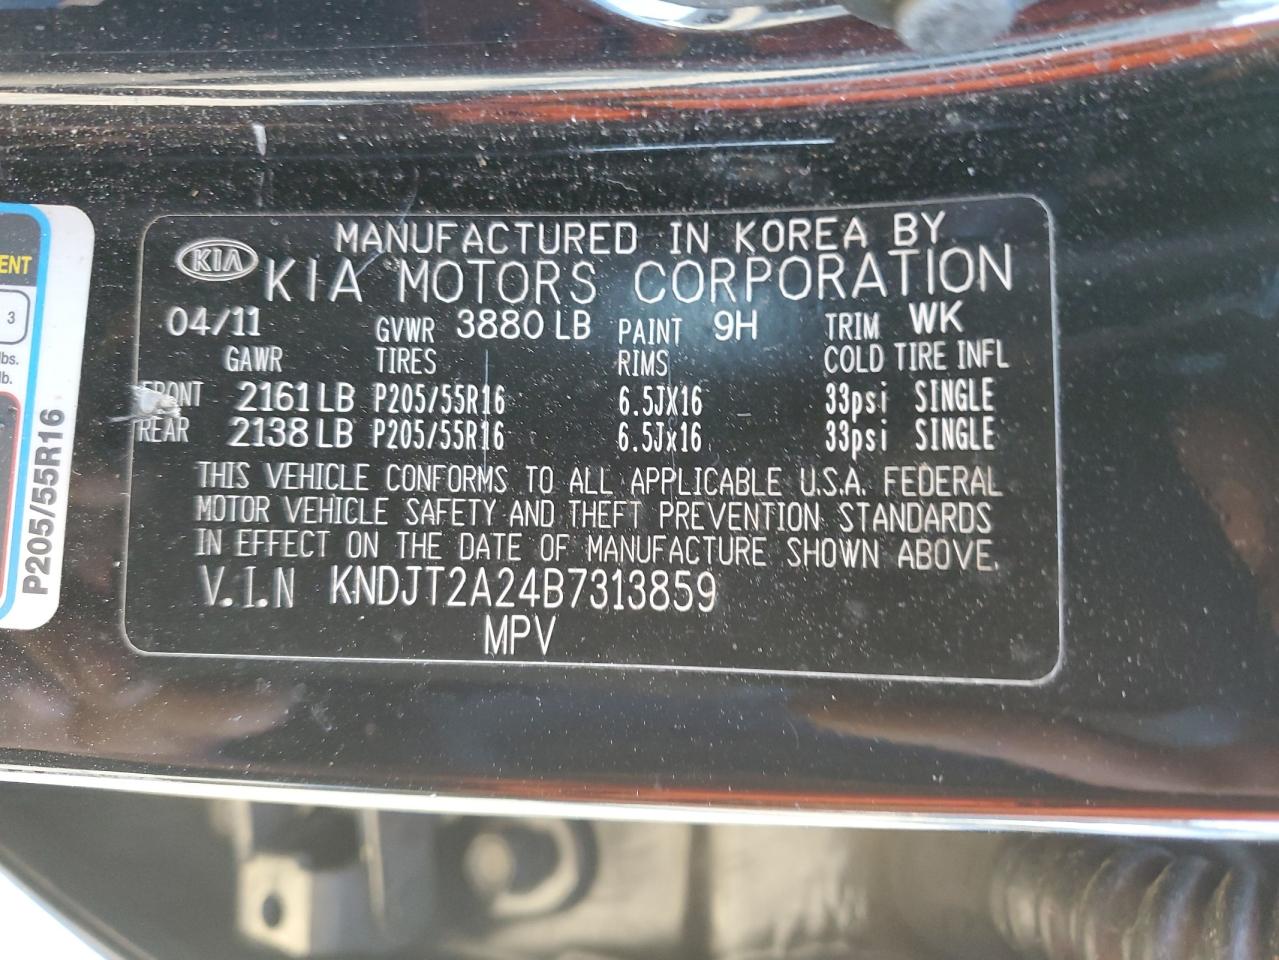 MANUFACTURED IN KOREA BY
KIA KIA MOTORS CORPORATION
04/11 GVWR 3880 LB PAINT 9H TRIM WK
GAWR TIRES RIMS COLD TIRE INFL
FRONT 2161 LB P205/55R16 6.5JX16 33psi SINGLE
REAR 2138 LB P205/55R16 6.5Jx16 33psi SINGLE
THIS VEHICLE CONFORMS TO ALL APPLICABLE U.S.A. FEDERAL
MOTOR VEHICLE SAFETY AND THEFT PREVENTION STANDARDS
IN EFFECT ON THE DATE OF MANUFACTURE SHOWN ABOVE.
V.I.N KNDJT2A24B7313859
MPV
3
lbs.
lb.
P205/55R16